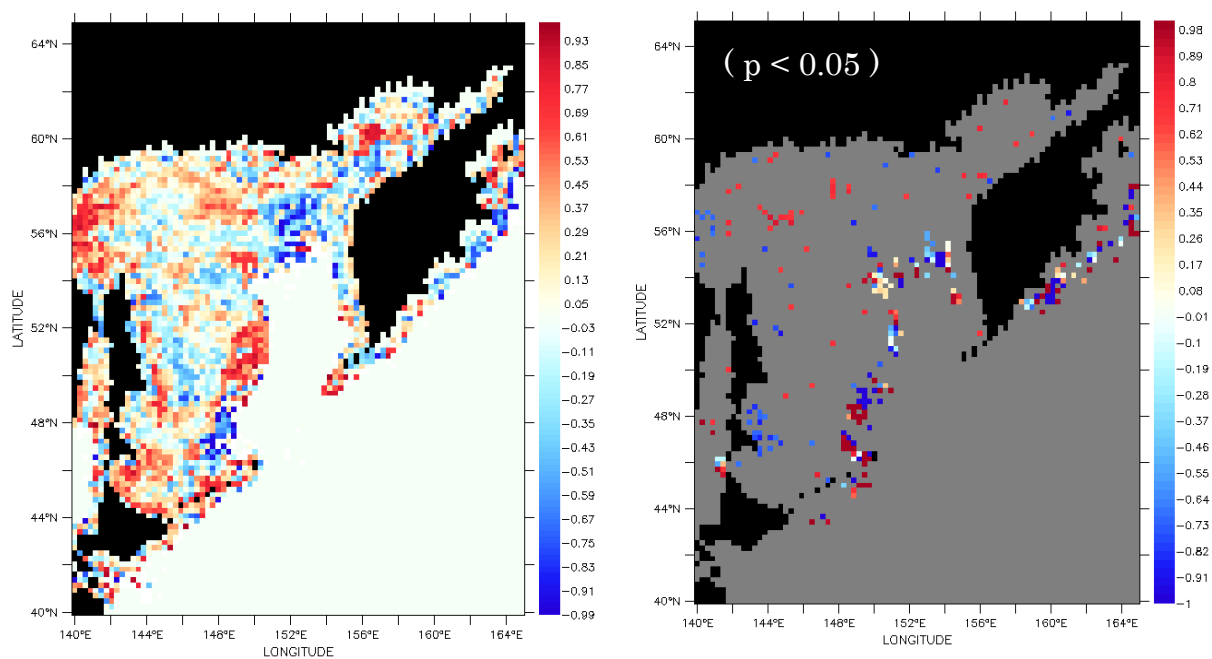 64°N
60°N
56°N
52°N
48°N
44°N
40°N
LATITUDE
140°E 144°E 148°E 152°E 156°E 160°E 164°E
LONGITUDE
0.93
0.85
0.77
0.69
0.61
0.53
0.45
0.37
0.29
0.21
0.13
0.05
-0.03
-0.11
-0.19
-0.27
-0.35
-0.43
-0.51
-0.59
-0.67
-0.75
-0.83
-0.91
-0.99
( p < 0.05 )
64°N
60°N
56°N
52°N
48°N
44°N
40°N
LATITUDE
140°E 144°E 148°E 152°E 156°E 160°E 164°E
LONGITUDE
0.98
0.89
0.8
0.71
0.62
0.52
0.44
0.35
0.26
0.16
0.08
-0.01
-0.1
-0.19
-0.28
-0.37
-0.46
-0.55
-0.64
-0.73
-0.82
-0.91
-1